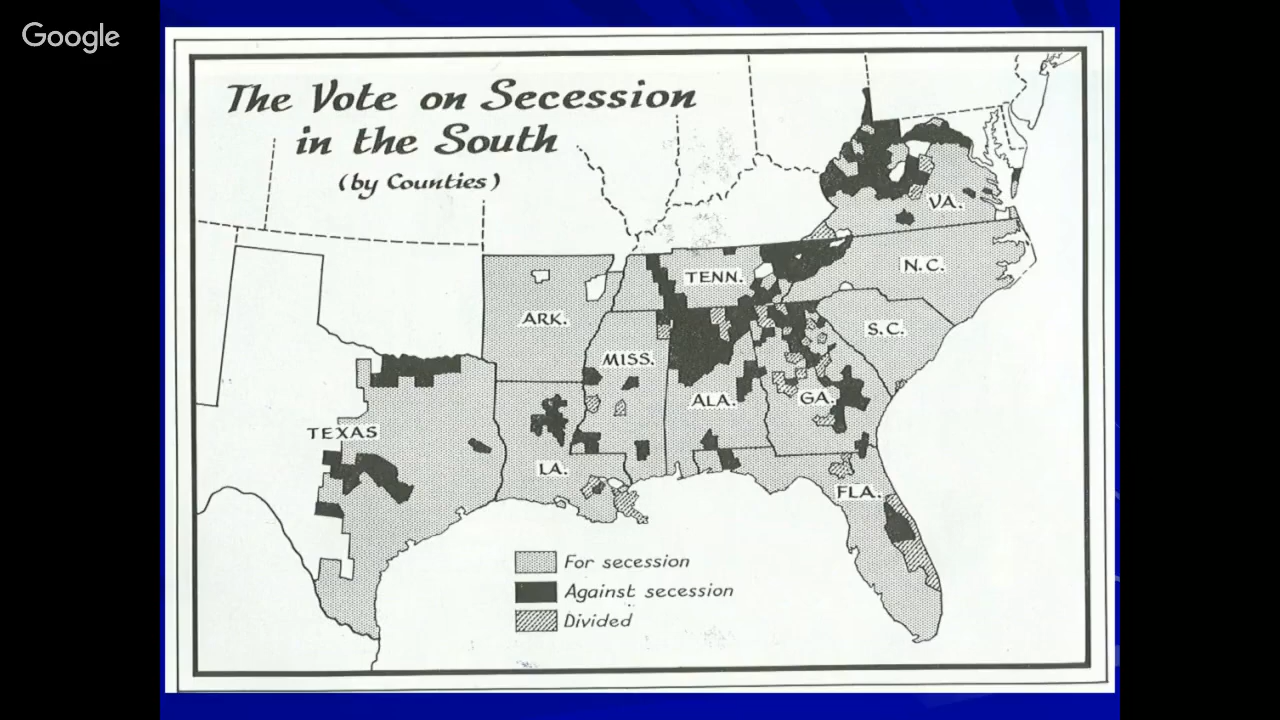 Google
The Vote on Secession
in the South
(by Counties)
VA.
N.C.
TENN.
ARK.
S.C.
MISS.
ALA.
GA.
TEXAS
LA.
FLA.
For secession
Against secession
Divided